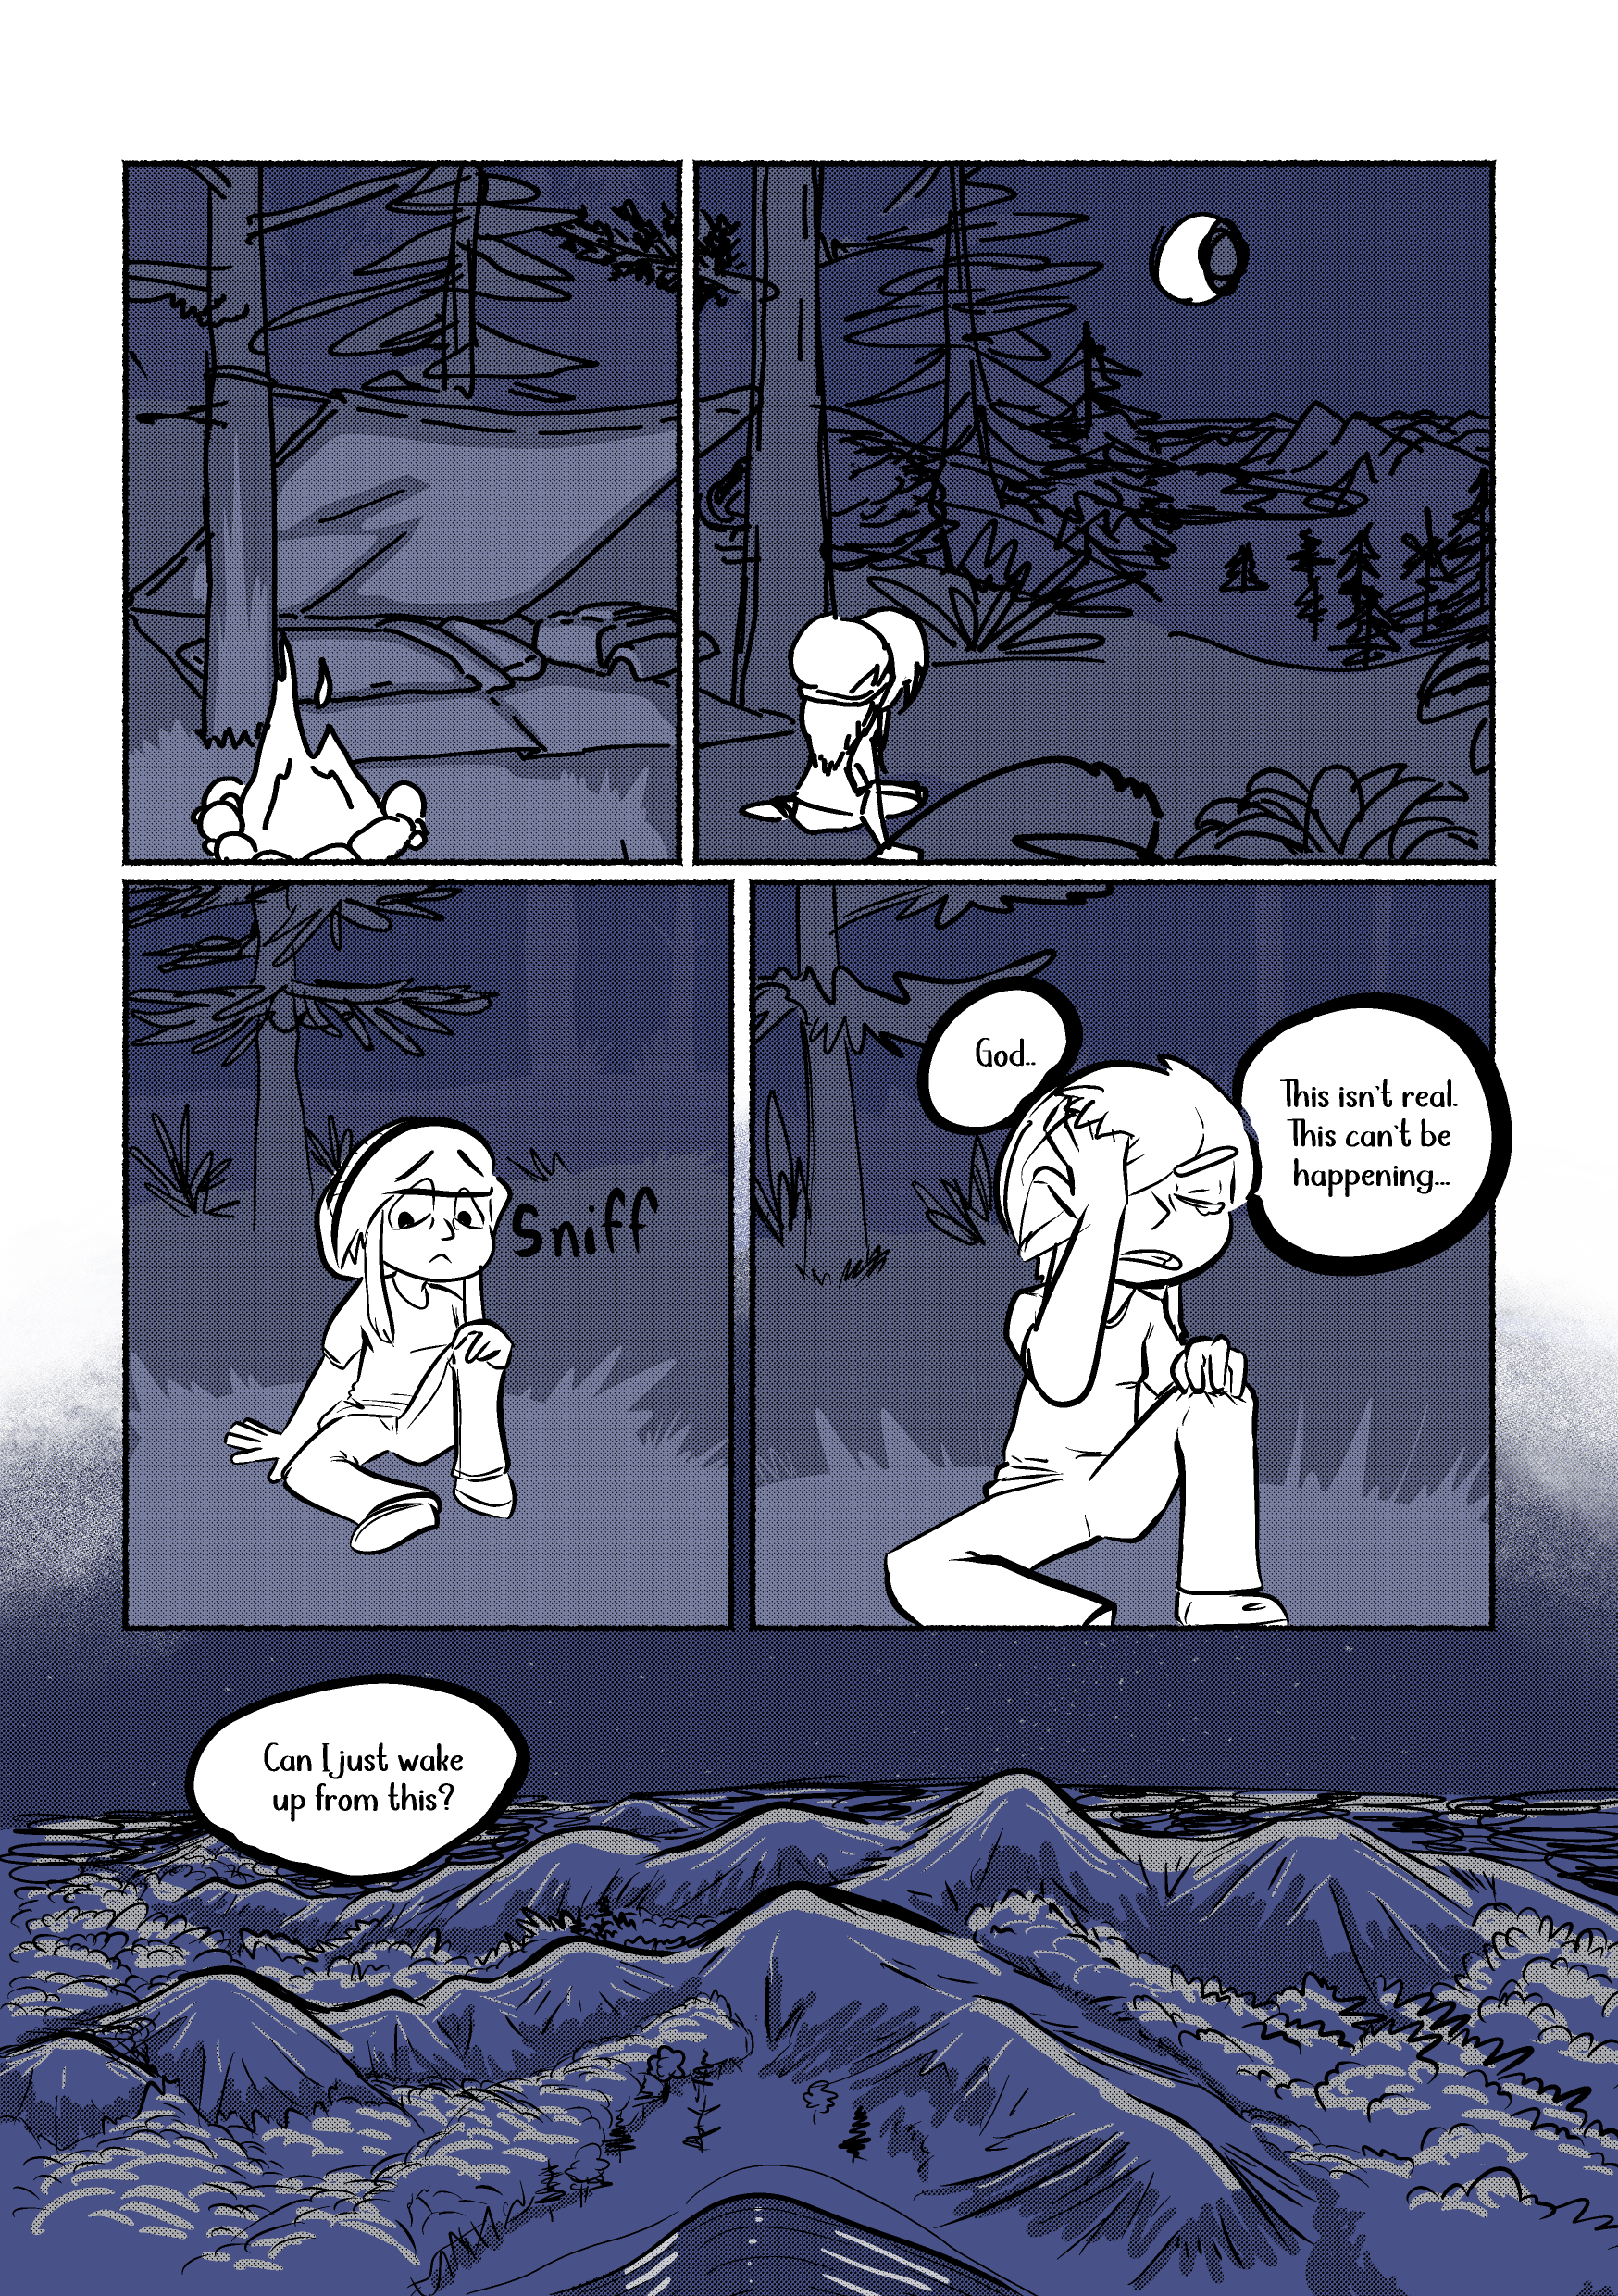 Sniff
God..
This isn't real.
This can't be
happening...
Can I just wake
up from this?